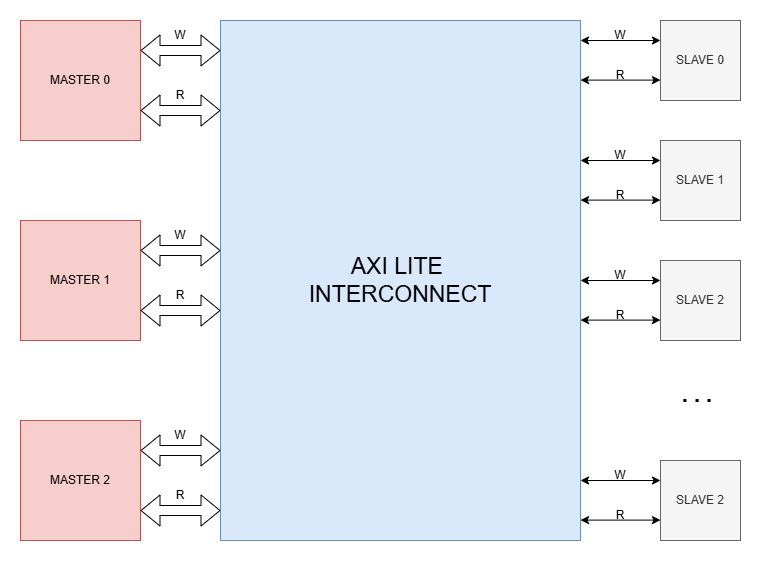 MASTER 0
W
R
MASTER 1
W
R
MASTER 2
W
R
AXI LITE
INTERCONNECT
W
R
SLAVE 0
W
R
SLAVE 1
W
R
SLAVE 2
...
W
R
SLAVE 2